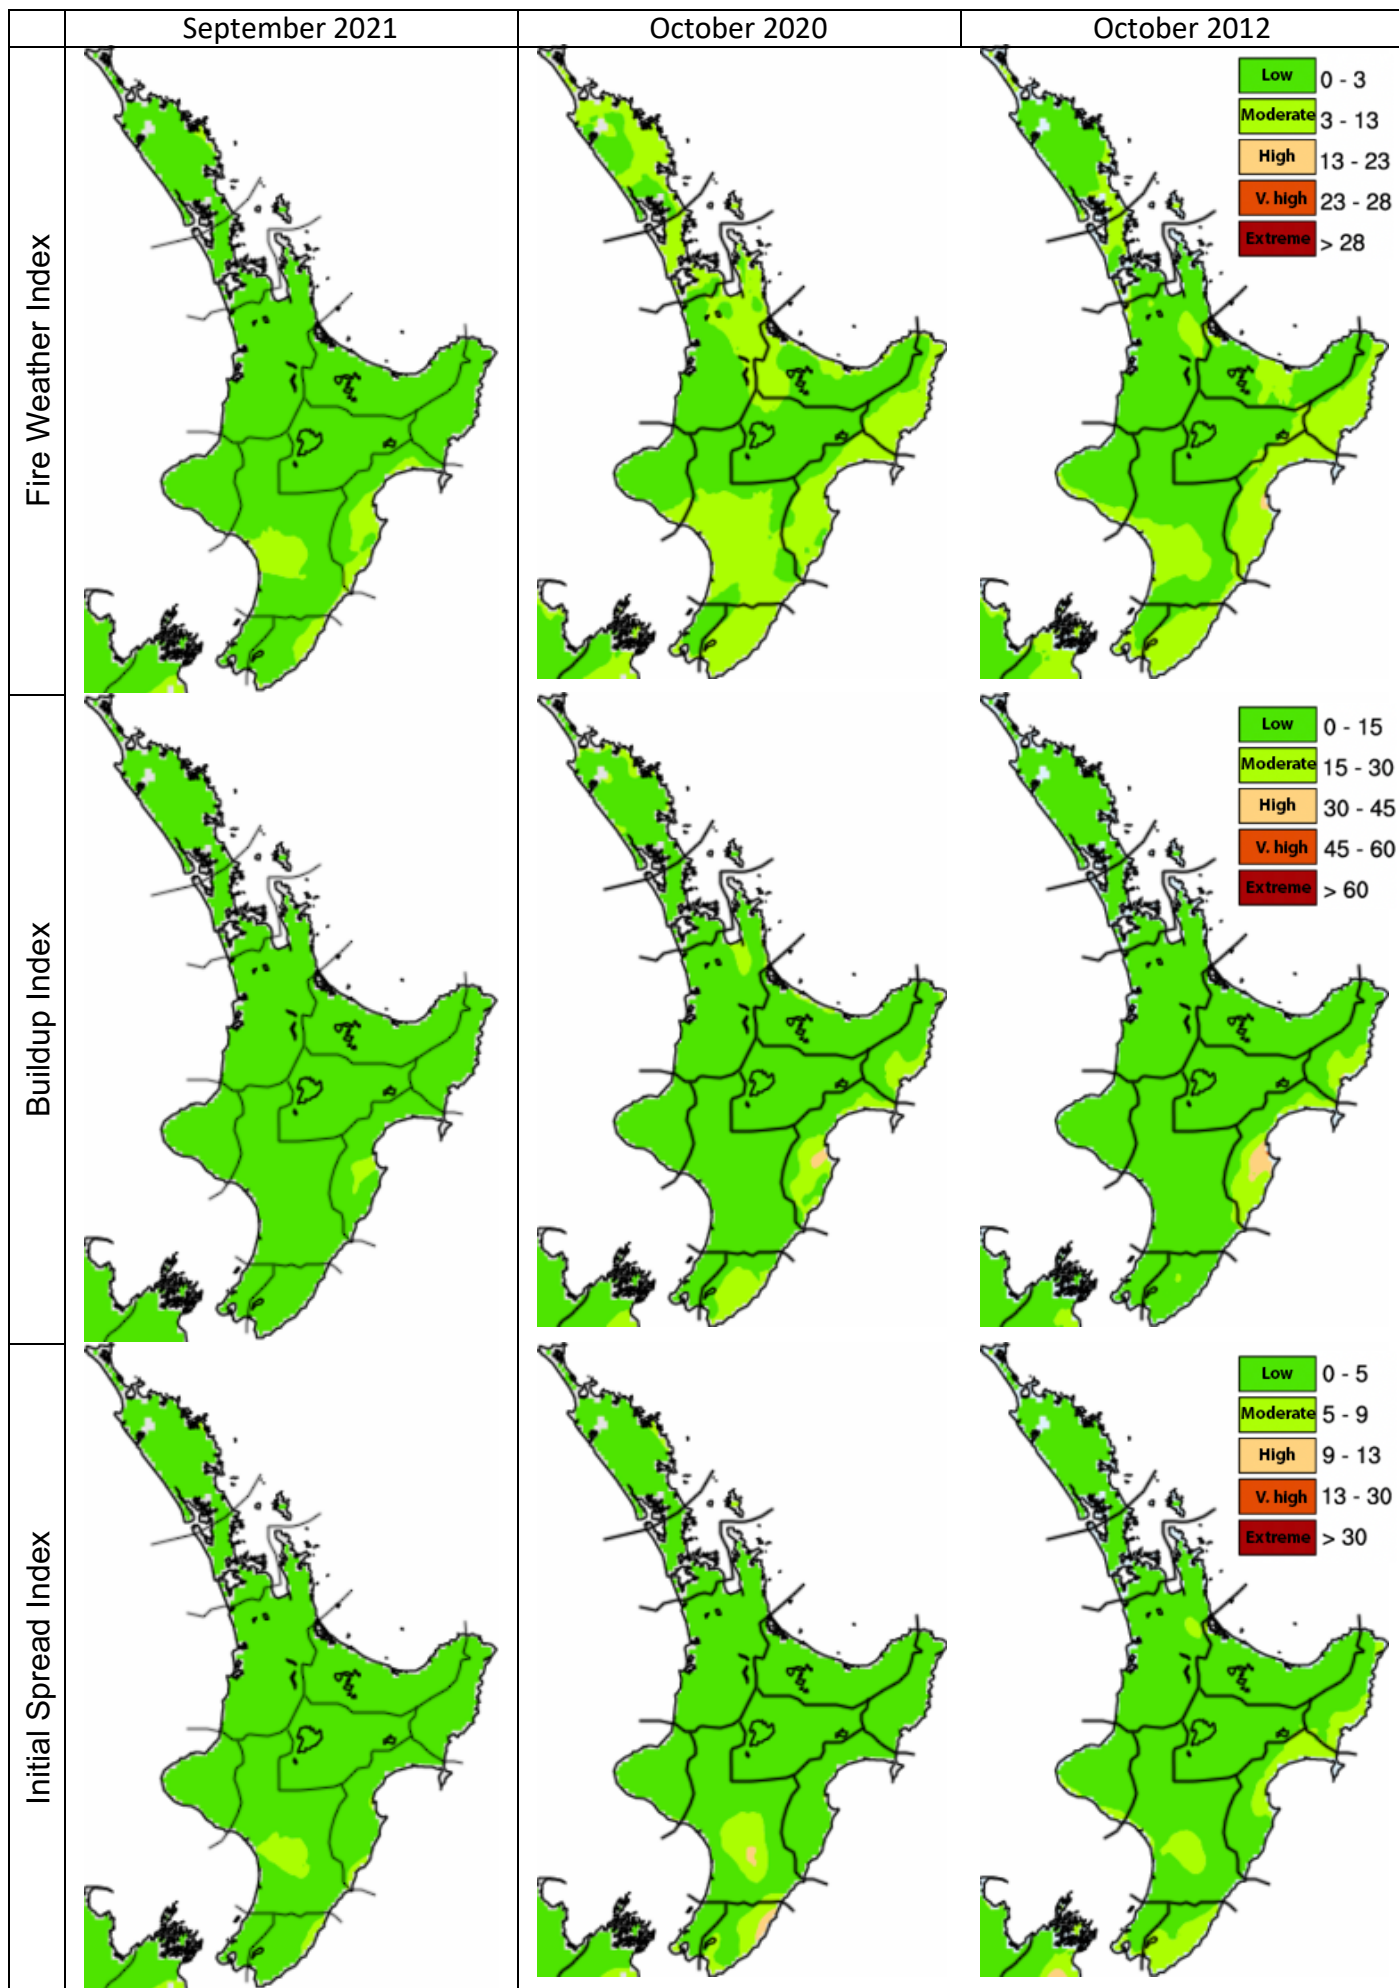 September 2021
October 2020
October 2012
Fire Weather Index
Low 0 - 3
Moderate 3 - 13
High 13 - 23
V. high 23 - 28
Extreme > 28
Buildup Index
Low 0 - 15
Moderate 15 - 30
High 30 - 45
V. high 45 - 60
Extreme > 60
Initial Spread Index
Low 0 - 5
Moderate 5 - 9
High 9 - 13
V. high 13 - 30
Extreme > 30